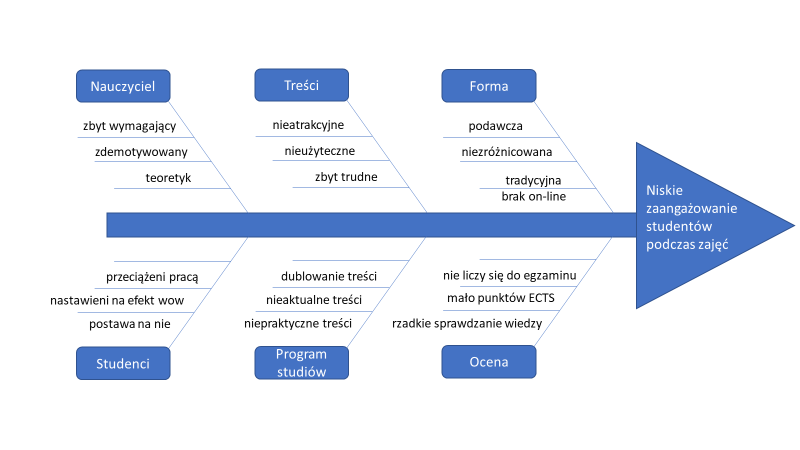 Nauczyciel
zbyt wymagający
zdemotywowany
teoretyk
Treści
nieatrakcyjne
nieużyteczne
zbyt trudne
Forma
podawcza
niezróżnicowana
tradycyjna
brak on-line
Niskie
zaangażowanie
studentów
podczas zajęć
przeciążeni pracą
nastawieni na efekt wow
postawa na nie
Studenci
dublowanie treści
nieaktualne treści
niepraktyczne treści
Program
studiów
nie liczy się do egzaminu
mało punktów ECTS
rzadkie sprawdzanie wiedzy
Ocena